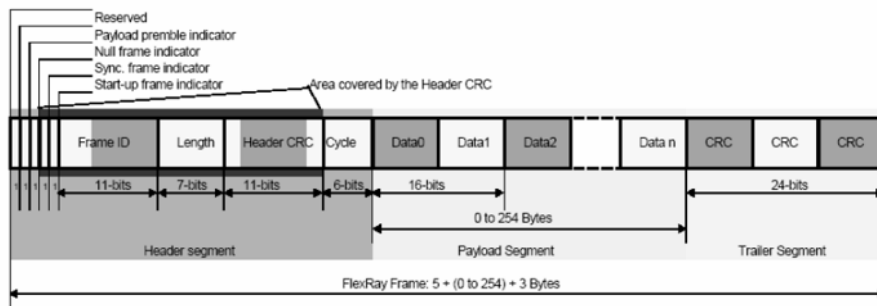 Reserved
Payload premble indicator
Null frame indicator
Sync. frame indicator
Start-up frame indicator
Area covered by the Header CRC
Frame ID Length Header CRC Cycle Data0 Data1 Data2 Data n CRC CRC CRC
1 1 1 1 1 11-bits 7-bits 11-bits 6-bits 16-bits 24-bits
0 to 254 Bytes
Header segment Payload Segment Trailer Segment
FlexRay Frame: 5 + (0 to 254) + 3 Bytes